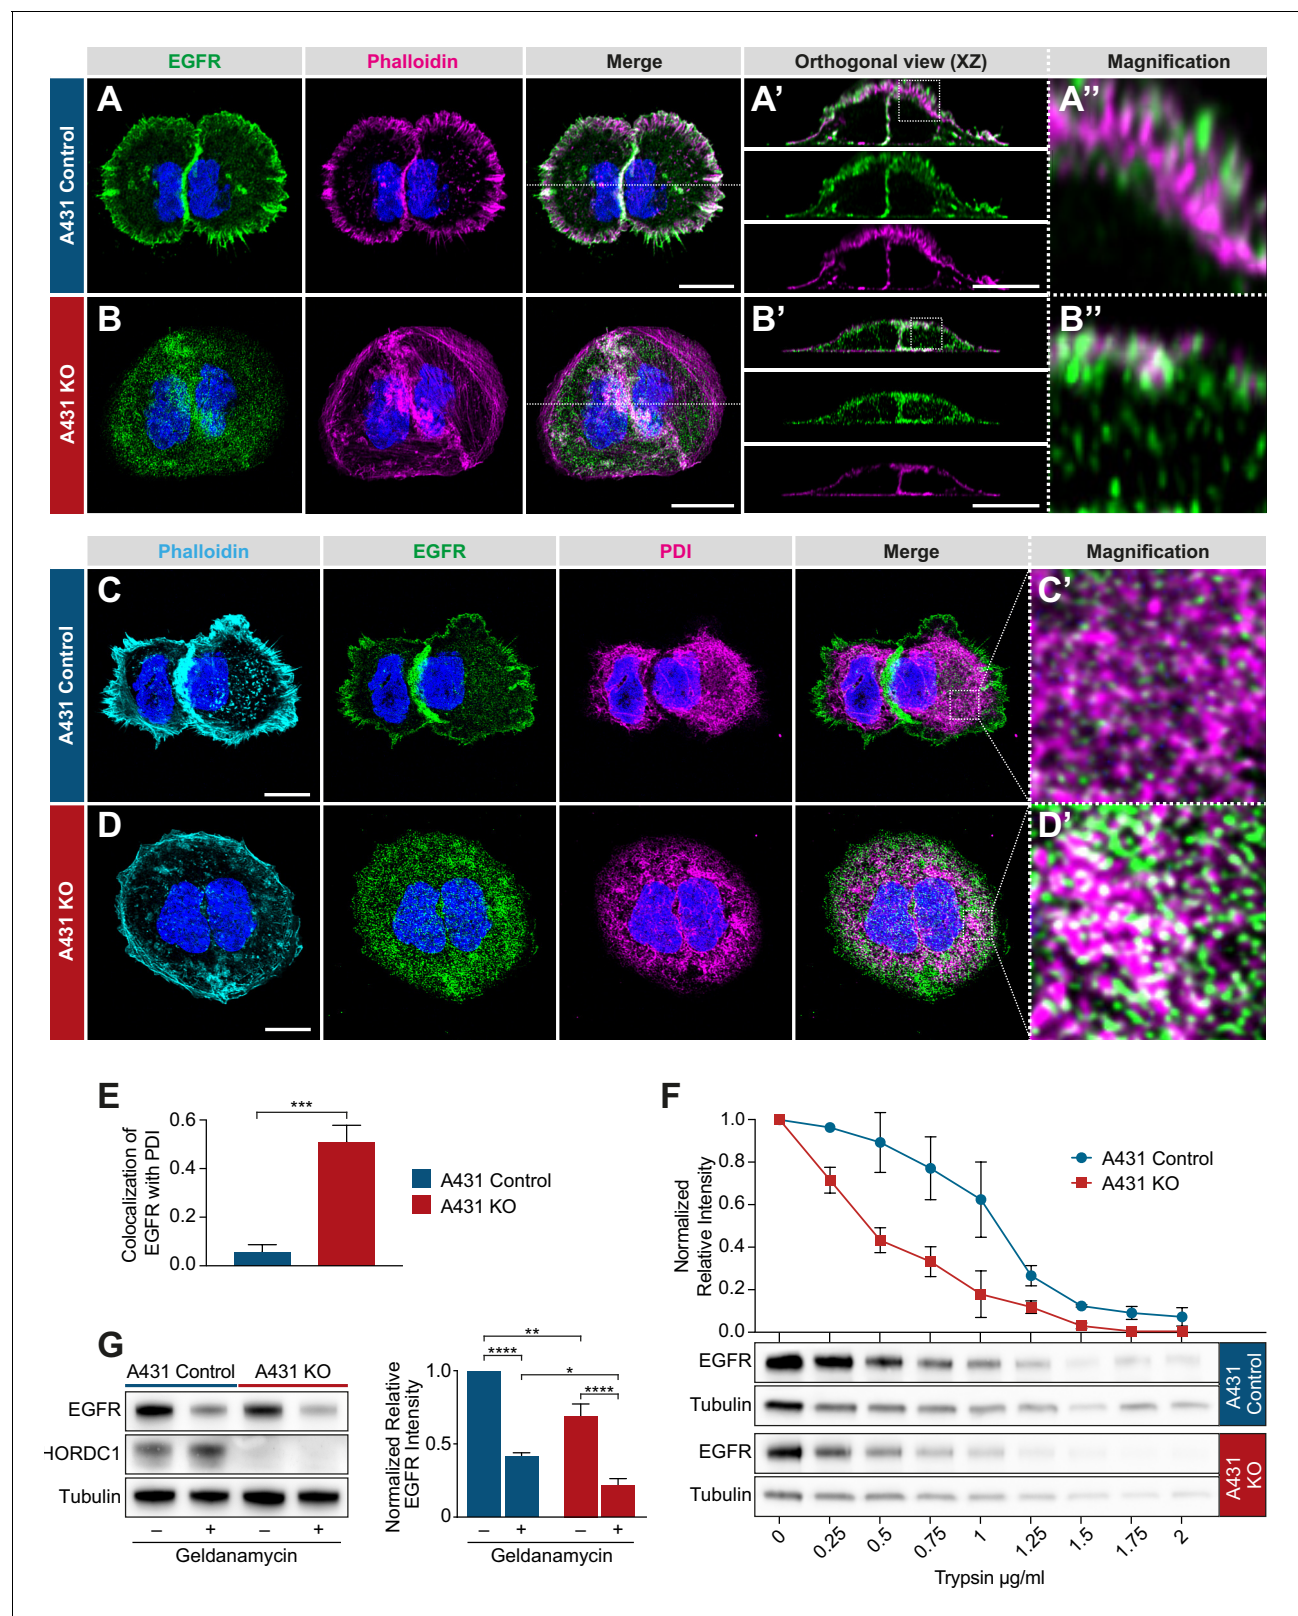 EGFR Phalloidin Merge Orthogonal view (XZ) Magnification
A431 Control
A A' A''
A431 KO
B B' B''
Phalloidin EGFR PDI Merge Magnification
A431 Control
C C'
A431 KO
D D'
E
Colocalization of
EGFR with PDI
0.6
0.4
0.2
0.0
***
A431 Control
A431 KO
F
Normalized
Relative Intensity
1.0
0.8
0.6
0.4
0.2
0.0
A431 Control
A431 KO
EGFR
Tubulin
A431
Control
EGFR
Tubulin
A431
KO
0 0.25 0.5 0.75 1 1.25 1.5 1.75 2
Trypsin µg/ml
G
A431 Control A431 KO
EGFR
HORDC1
Tubulin
– + – +
Geldanamycin
Normalized Relative
EGFR Intensity
1.0
0.5
0
**
****
*
****
– + – +
Geldanamycin